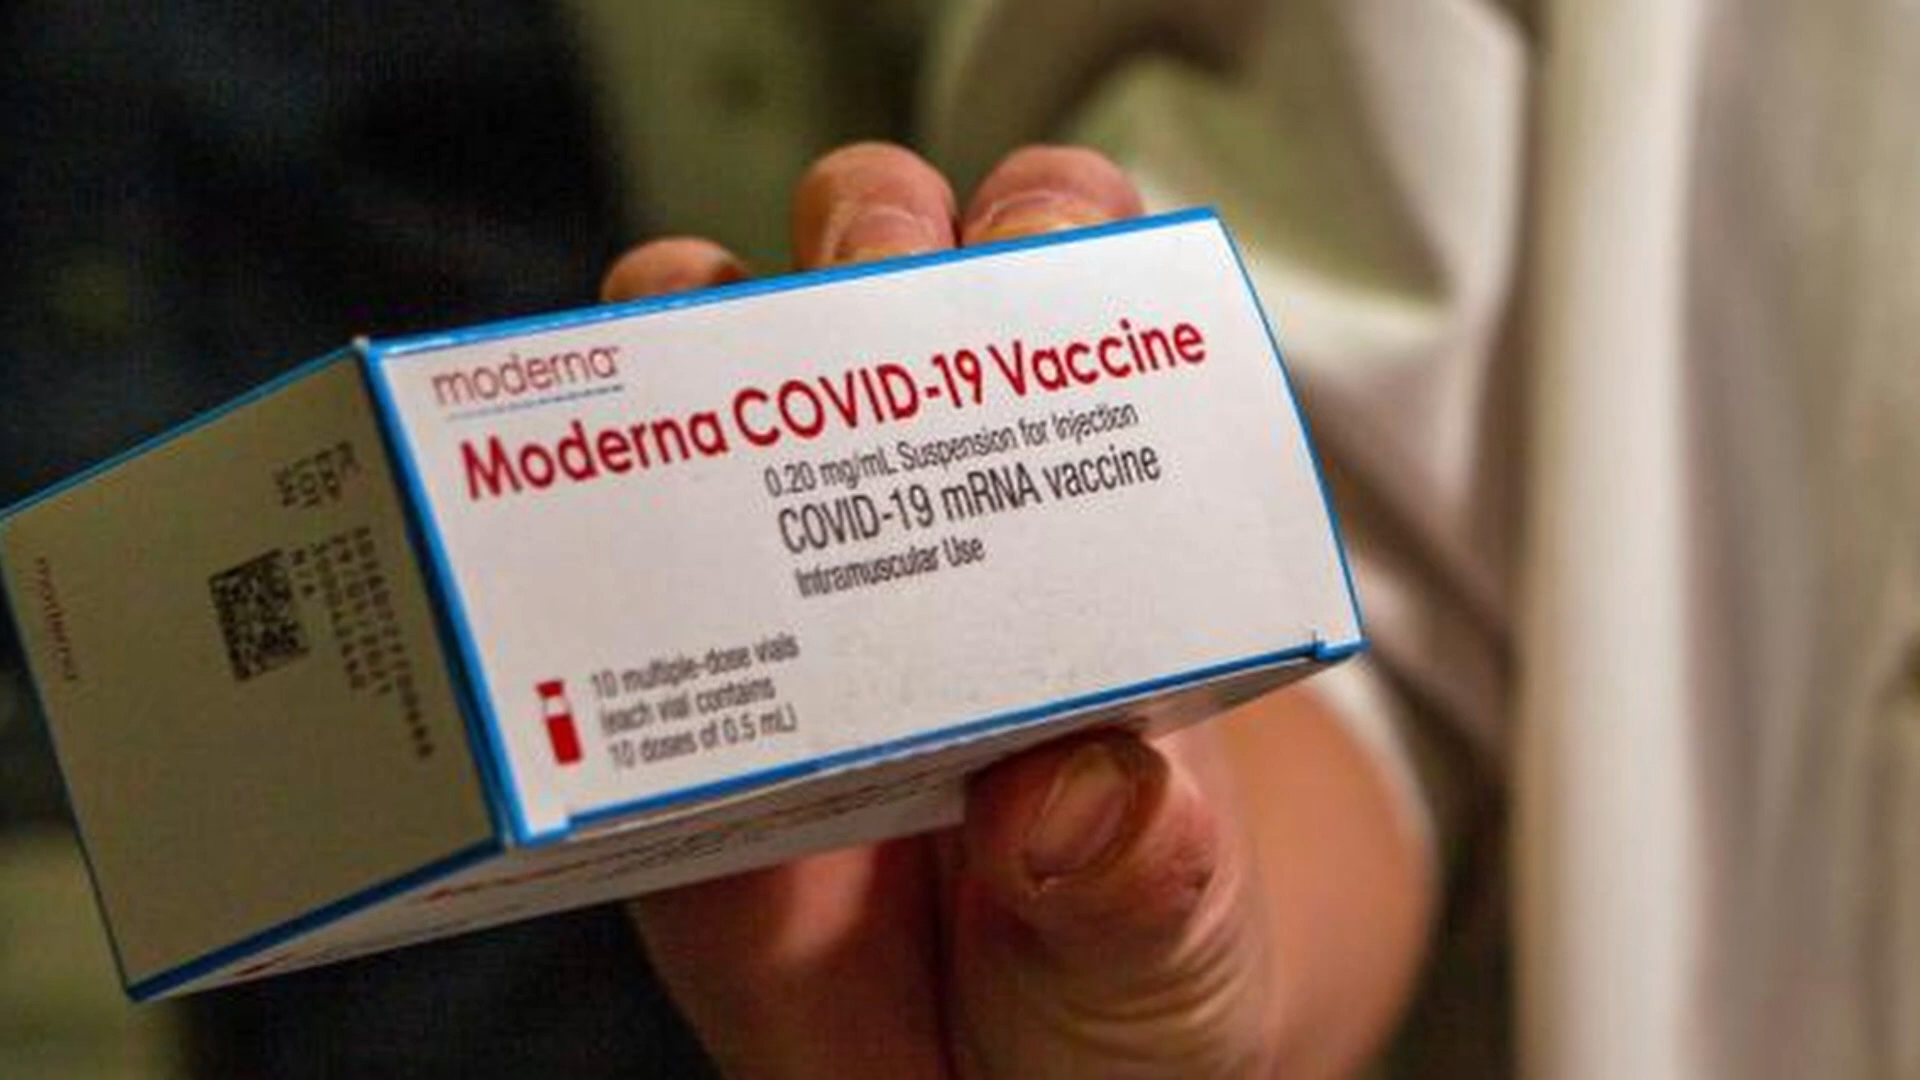 moderna
Moderna COVID-19 Vaccine
0.20 mg/mL Suspension for Injection
COVID-19 mRNA vaccine
Intramuscular Use
10 multiple-dose vials
(each vial contains
10 doses of 0.5 mL)
moderna